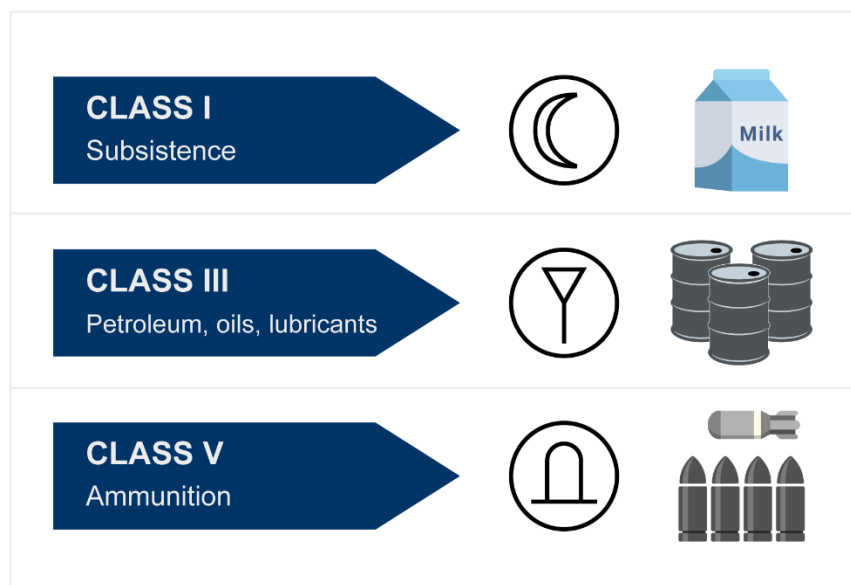 CLASS I
Subsistence
Milk
CLASS III
Petroleum, oils, lubricants
CLASS V
Ammunition